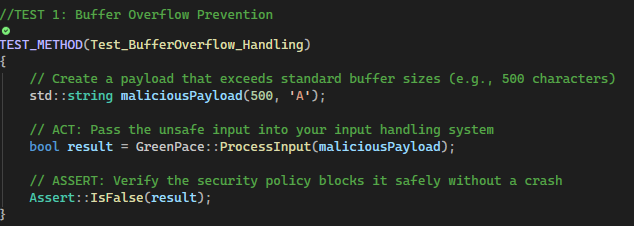 //TEST 1: Buffer Overflow Prevention
TEST_METHOD(Test_BufferOverflow_Handling)
{
    // Create a payload that exceeds standard buffer sizes (e.g., 500 characters)
    std::string maliciousPayload(500, 'A');

    // ACT: Pass the unsafe input into your input handling system
    bool result = GreenPace::ProcessInput(maliciousPayload);

    // ASSERT: Verify the security policy blocks it safely without a crash
    Assert::IsFalse(result);
}